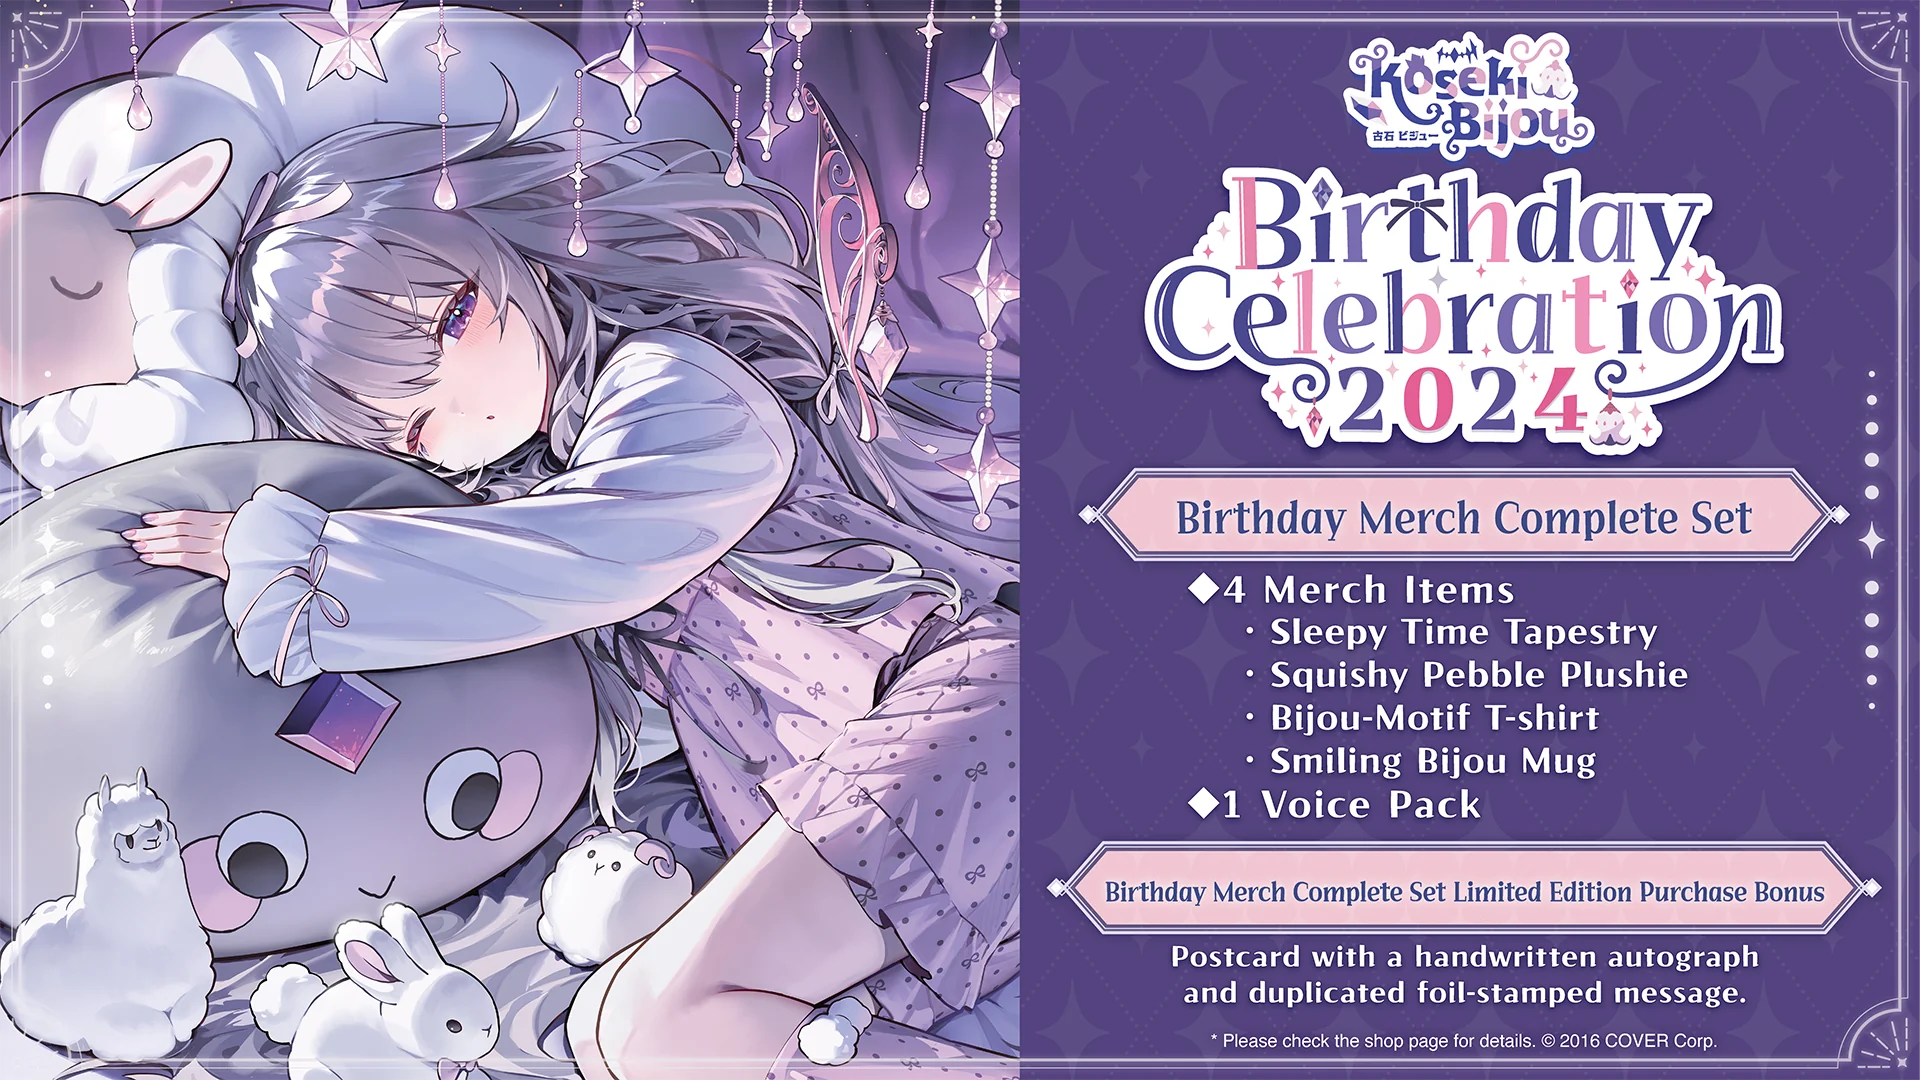 Koseki
Bijou
古石 ビジュー
Birthday
Celebration
2024
Birthday Merch Complete Set
◆4 Merch Items
・Sleepy Time Tapestry
・Squishy Pebble Plushie
・Bijou-Motif T-shirt
・Smiling Bijou Mug
◆1 Voice Pack
Birthday Merch Complete Set Limited Edition Purchase Bonus
Postcard with a handwritten autograph
and duplicated foil-stamped message.
* Please check the shop page for details. © 2016 COVER Corp.